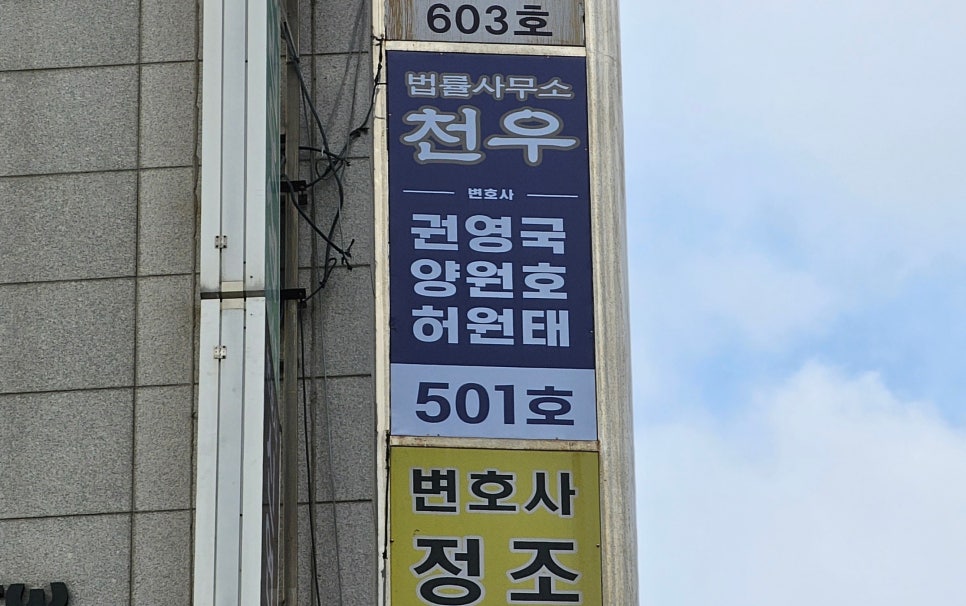 603호
법률사무소
천우
변호사
권영국
양원호
허원태
501호
변호사
정조